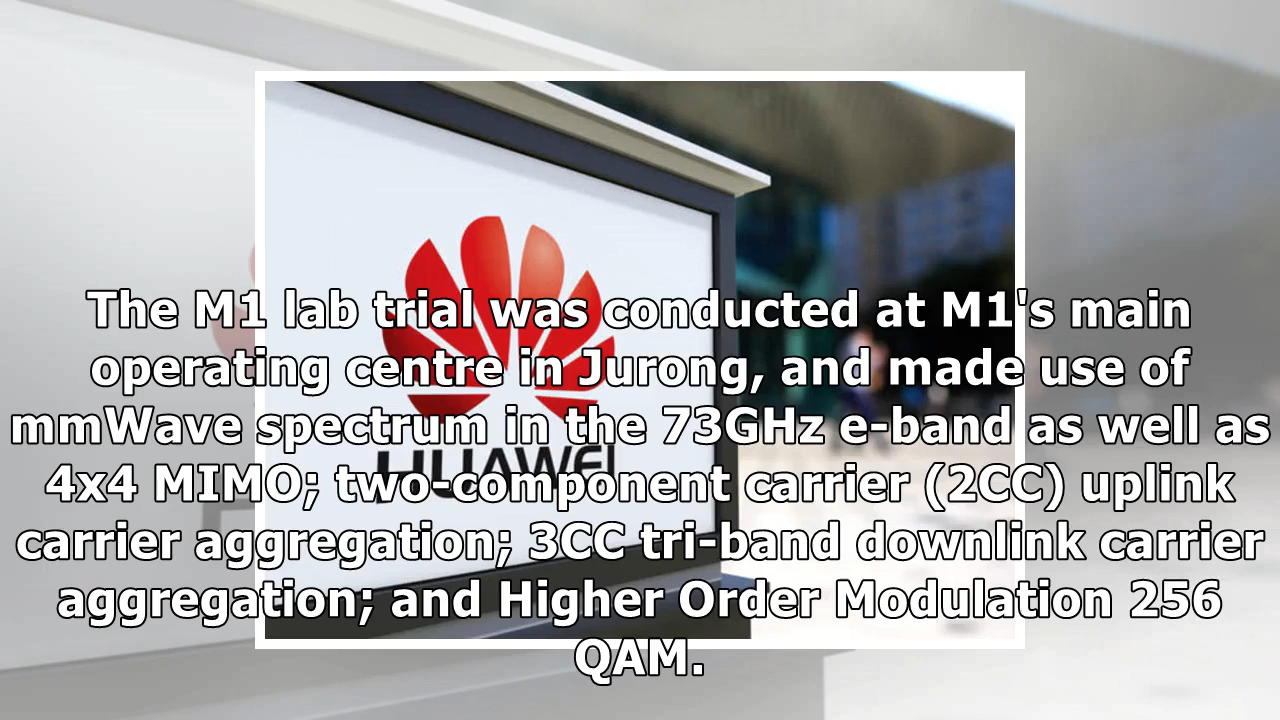 The M1 lab trial was conducted at M1's main
operating centre in Jurong, and made use of
mmWave spectrum in the 73GHz e-band as well as
4x4 MIMO; two-component carrier (2CC) uplink
carrier aggregation; 3CC tri-band downlink carrier
aggregation; and Higher Order Modulation 256
QAM.
HUAWEI